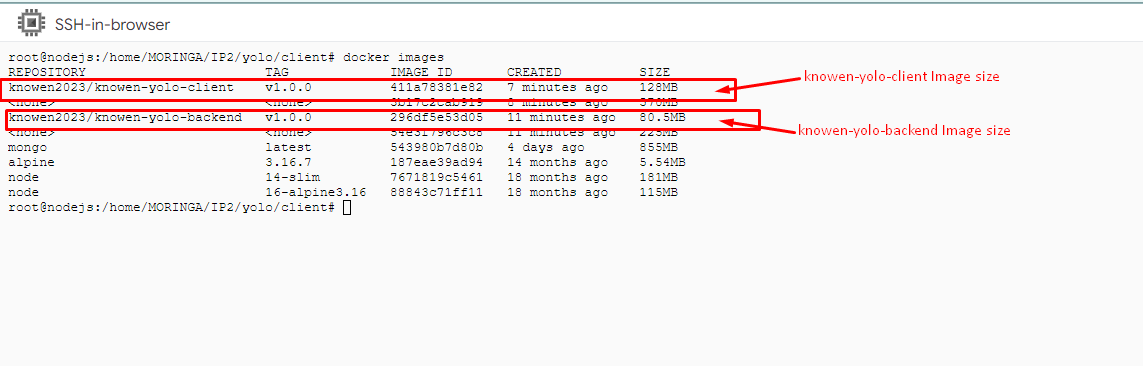 SSH-in-browser
root@nodejs:/home/MORINGA/IP2/yolo/client# docker images
REPOSITORY TAG IMAGE ID CREATED SIZE
knowen2023/knowen-yolo-client v1.0.0 411a78381e82 7 minutes ago 128MB
knowen-yolo-client Image size
<none> <none> 3b17c2cab919 8 minutes ago 576MB
knowen2023/knowen-yolo-backend v1.0.0 296df5e53d05 11 minutes ago 80.5MB
knowen-yolo-backend Image size
<none> <none> 54e31796c3c8 11 minutes ago 225MB
mongo latest 543980b7d80b 4 days ago 855MB
alpine 3.16.7 187eae39ad94 14 months ago 5.54MB
node 14-slim 7671819c5461 18 months ago 181MB
node 16-alpine3.16 88843c71ff11 18 months ago 115MB
root@nodejs:/home/MORINGA/IP2/yolo/client#